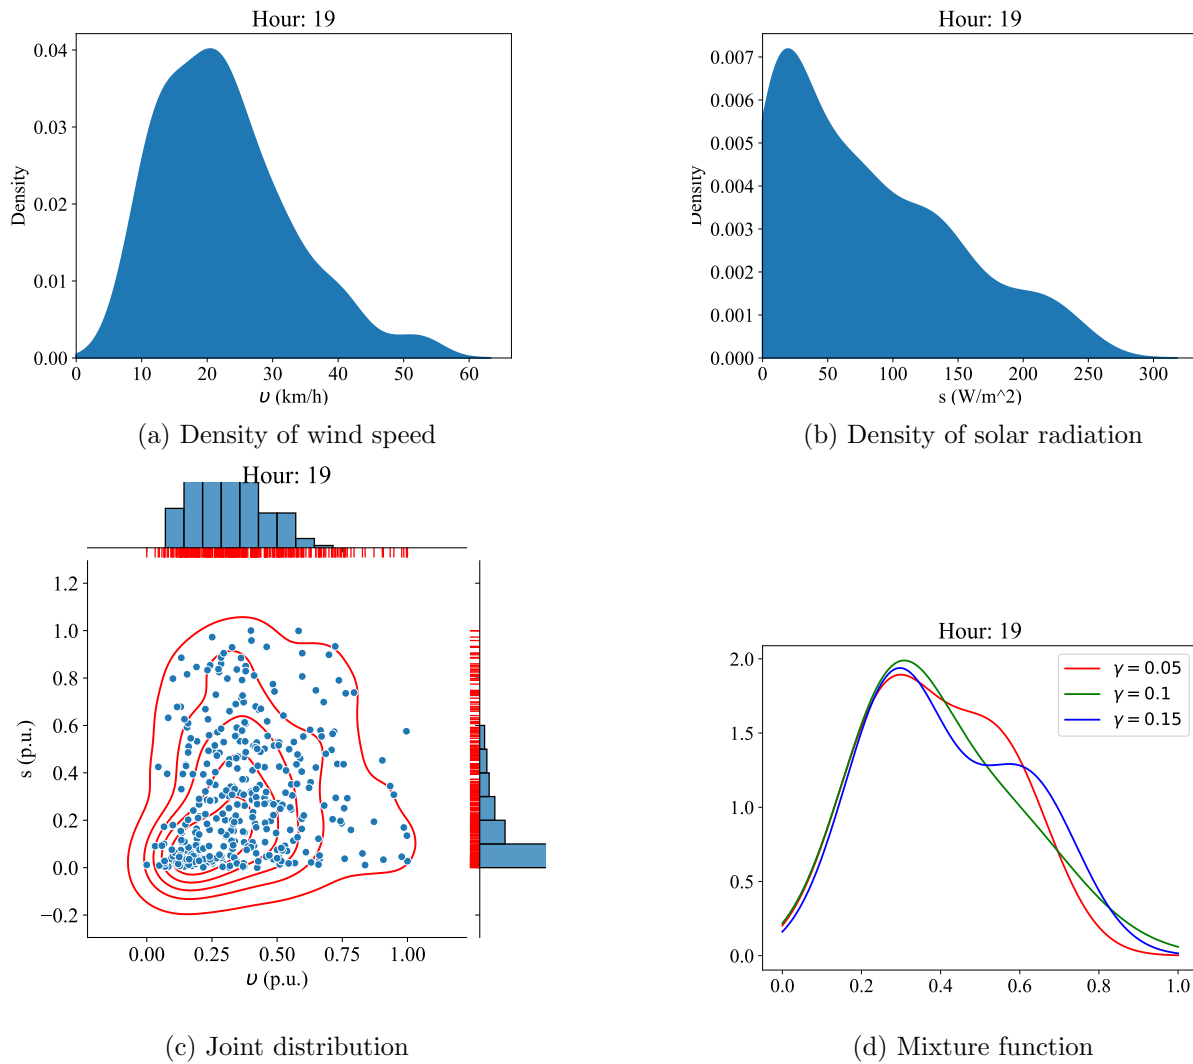 Hour: 19
0.04
0.03
0.02
0.01
0.00
Density
0 10 20 30 40 50 60
υ (km/h)
(a) Density of wind speed
Hour: 19
0.007
0.006
0.005
0.004
0.003
0.002
0.001
0.000
Density
0 50 100 150 200 250 300
s (W/m^2)
(b) Density of solar radiation
Hour: 19
1.2
1.0
0.8
0.6
0.4
0.2
0.0
−0.2
s (p.u.)
0.00 0.25 0.50 0.75 1.00
υ (p.u.)
(c) Joint distribution
Hour: 19
2.0
1.5
1.0
0.5
0.0
γ = 0.05
γ = 0.1
γ = 0.15
0.0 0.2 0.4 0.6 0.8 1.0
(d) Mixture function